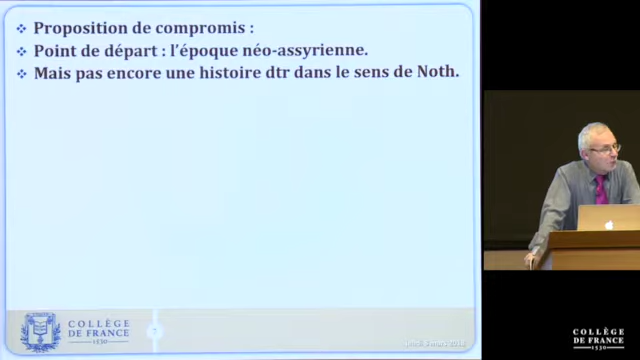 Proposition de compromis :
Point de départ : l'époque néo-assyrienne.
Mais pas encore une histoire dtr dans le sens de Noth.
COLLÈGE
DE FRANCE
1530
COLLÈGE
DE FRANCE
1530